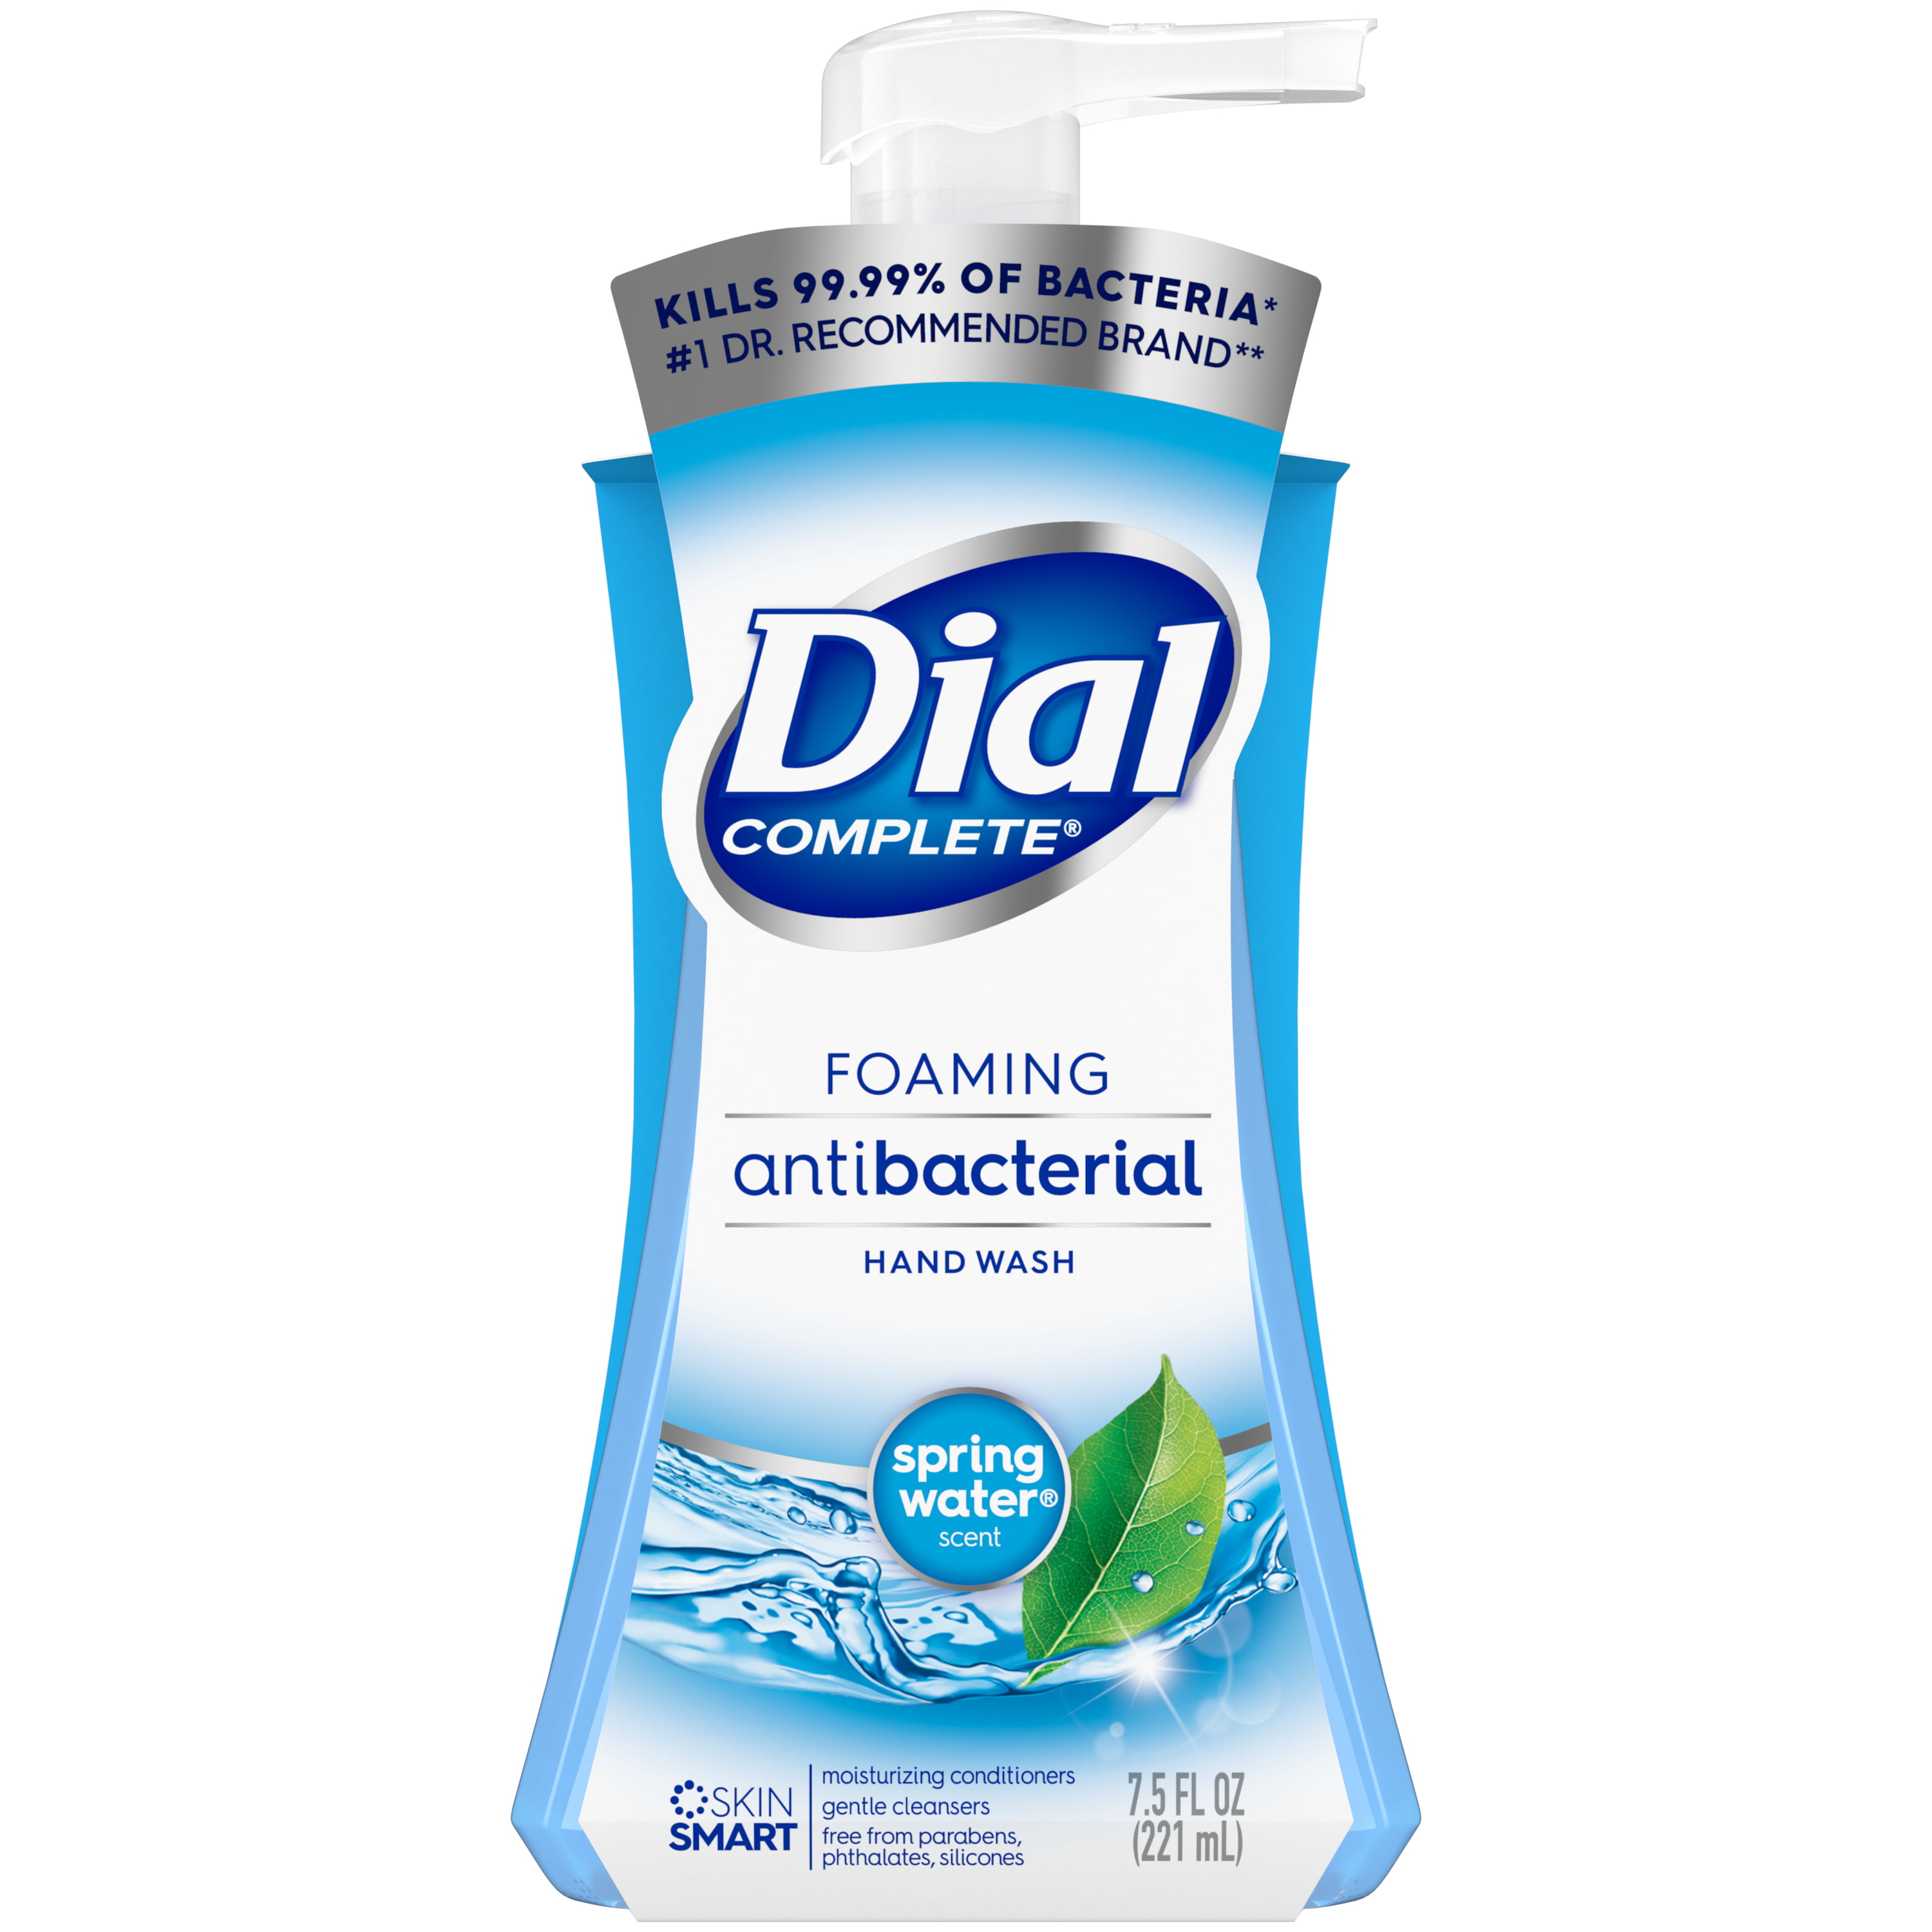 KILLS 99.99% OF BACTERIA*
#1 DR. RECOMMENDED BRAND**
Dial
COMPLETE®
FOAMING
antibacterial
HAND WASH
spring
water®
scent
SKIN
SMART
moisturizing conditioners
gentle cleansers
free from parabens,
phthalates, silicones
7.5 FL OZ
(221 mL)